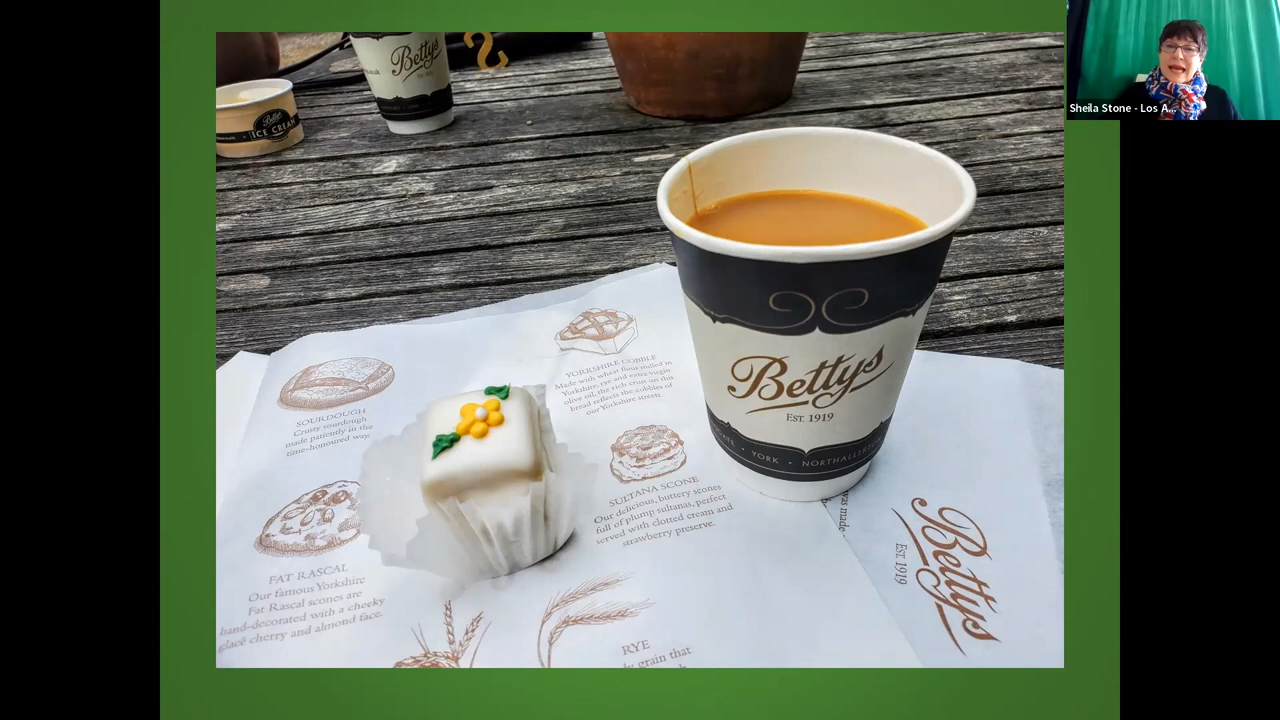 Bettys
Bettys
ICE CREAM
Sheila Stone - Los A...
YORKSHIRE COBBLE
Made with wheat flour milled in
Yorkshire, rye and extra virgin
olive oil, the rich crust on this
bread reflects the cobbles of
our Yorkshire streets.
SOURDOUGH
Crusty sourdough
made patiently in the
time-honoured way.
Bettys
EST. 1919
YORK • NORTHALLERTON
SULTANA SCONE
Our delicious, buttery scones
full of plump sultanas, perfect
served with clotted cream and
strawberry preserve.
was made
FAT RASCAL
Our famous Yorkshire
Fat Rascal scones are
hand-decorated with a cheeky
glacé cherry and almond face.
Bettys
EST. 1919
RYE
grain that